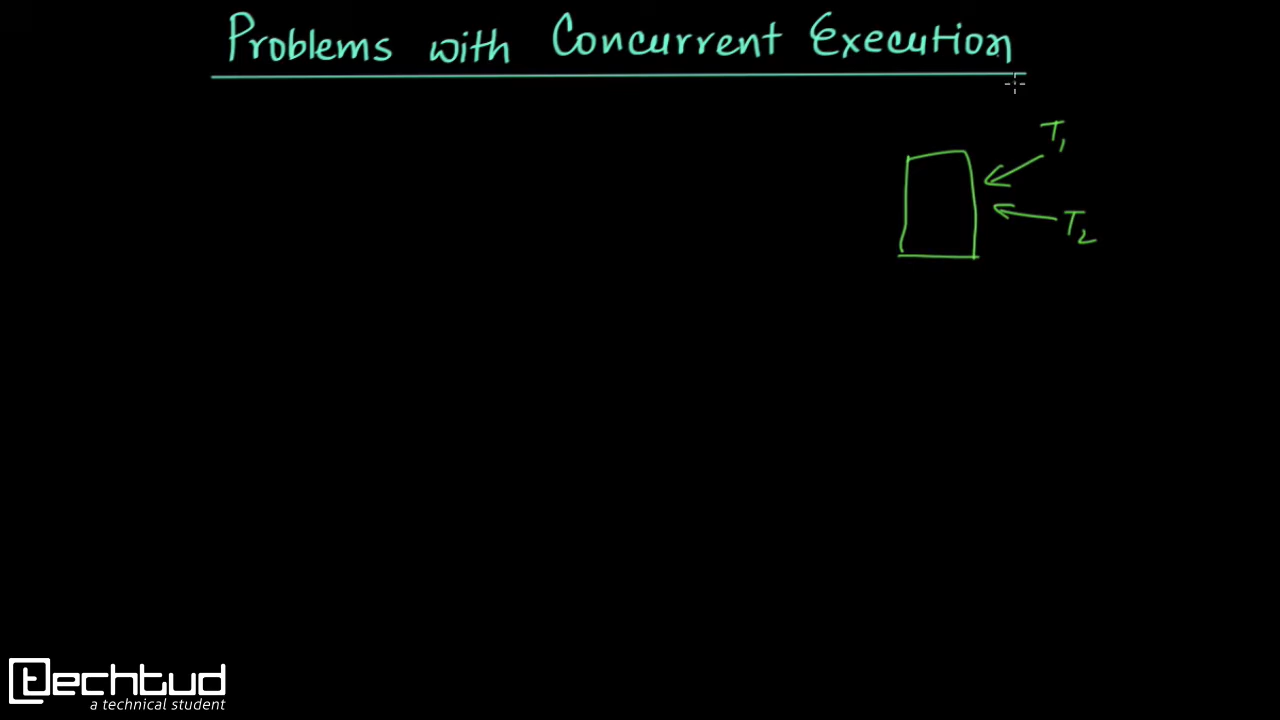 Problems with Concurrent Execution
T1
T2
techtud
a technical student